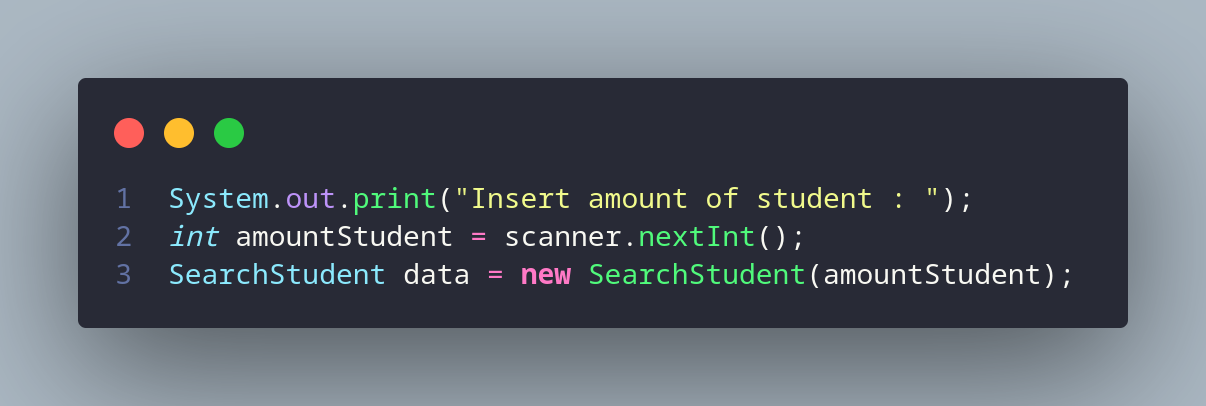 1 System.out.print("Insert amount of student : ");
2 int amountStudent = scanner.nextInt();
3 SearchStudent data = new SearchStudent(amountStudent);